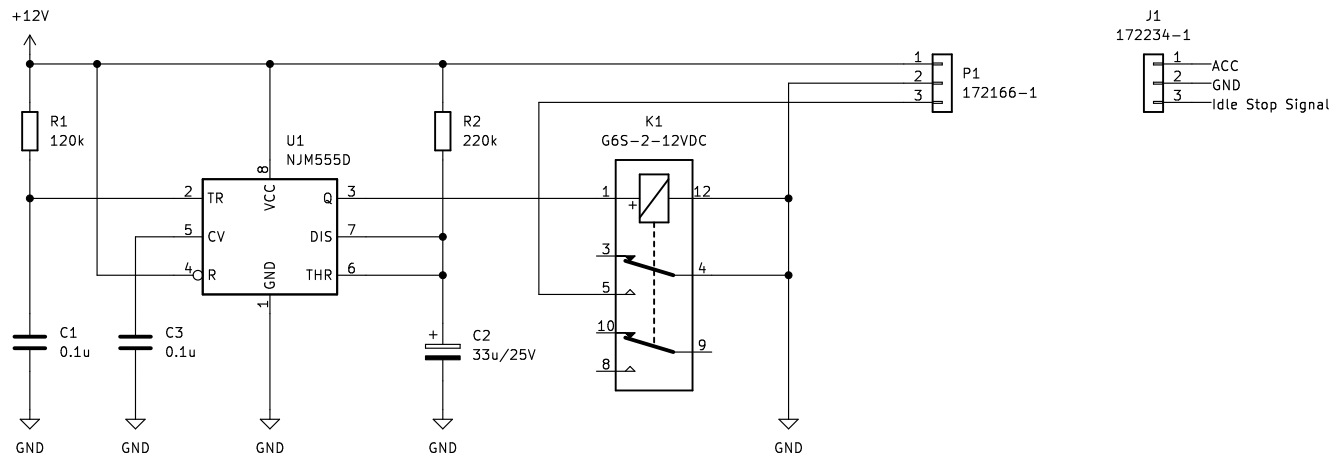 +12V
J1
172234-1
1 ACC
2 GND
3 Idle Stop Signal
1
2
3
P1
172166-1
R1
120k
R2
220k
K1
G6S-2-12VDC
U1
NJM555D
8
VCC
2 TR
Q 3
5 CV
DIS 7
4 R
THR 6
GND
1
1
+
12
3
4
5
10
9
8
C1
0.1u
C3
0.1u
+
C2
33u/25V
GND
GND
GND
GND
GND